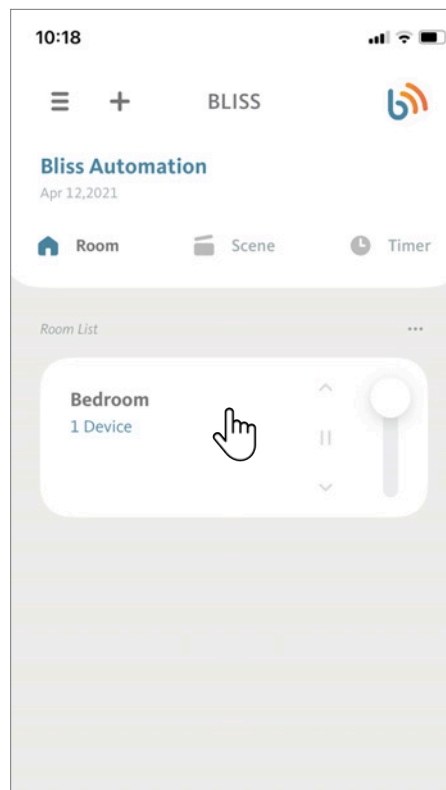 10:18
BLISS
b
Bliss Automation
Apr 12,2021
Room Scene Timer
Room List
Bedroom
1 Device